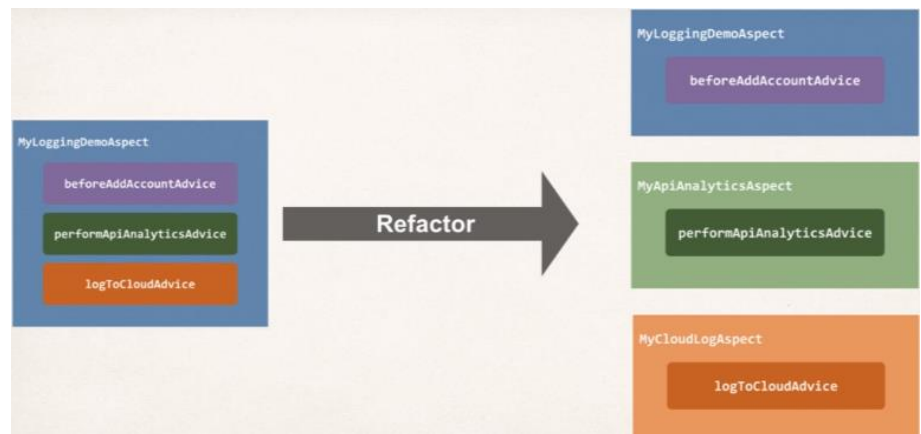 MyLoggingDemoAspect
beforeAddAccountAdvice
performApiAnalyticsAdvice
logToCloudAdvice
Refactor
MyLoggingDemoAspect
beforeAddAccountAdvice
MyApiAnalyticsAspect
performApiAnalyticsAdvice
MyCloudLogAspect
logToCloudAdvice